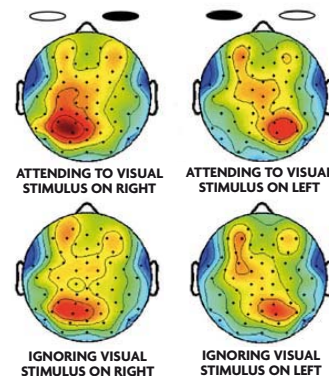 ATTENDING TO VISUAL
STIMULUS ON RIGHT
ATTENDING TO VISUAL
STIMULUS ON LEFT
IGNORING VISUAL
STIMULUS ON RIGHT
IGNORING VISUAL
STIMULUS ON LEFT